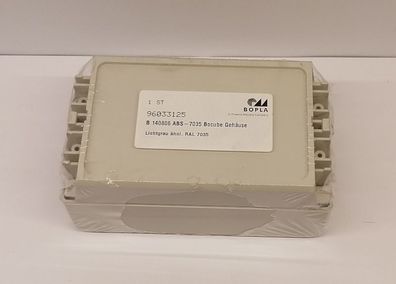 1 ST
BOPLA
96033125
B 140806 ABS-7035 Bocube Gehäuse
Lichtgrau ähnl. RAL 7035